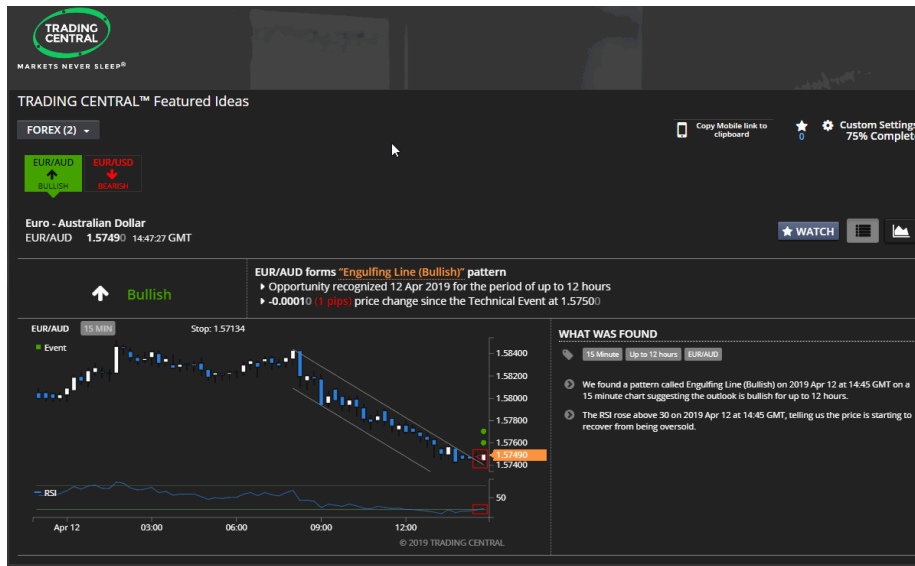 TRADING
CENTRAL
MARKETS NEVER SLEEP®
TRADING CENTRAL™ Featured Ideas
FOREX (2)
Copy Mobile link to
clipboard
0
Custom Settings
75% Complet
EUR/AUD
BULLISH
EUR/USD
BEARISH
Euro - Australian Dollar
EUR/AUD 1.57490 14:47:27 GMT
WATCH
Bullish
EUR/AUD forms “Engulfing Line (Bullish)” pattern
Opportunity recognized 12 Apr 2019 for the period of up to 12 hours
-0.00010 (1 pips) price change since the Technical Event at 1.57500
EUR/AUD 15 MIN Stop: 1.57134
Event
1.58400
1.58200
1.58000
1.57800
1.57600
1.57490
1.57400
RSI
50
Apr 12 03:00 06:00 09:00 12:00
© 2019 TRADING CENTRAL
WHAT WAS FOUND
15 Minute Up to 12 hours EUR/AUD
We found a pattern called Engulfing Line (Bullish) on 2019 Apr 12 at 14:45 GMT on a
15 minute chart suggesting the outlook is bullish for up to 12 hours.
The RSI rose above 30 on 2019 Apr 12 at 14:45 GMT, telling us the price is starting to
recover from being oversold.